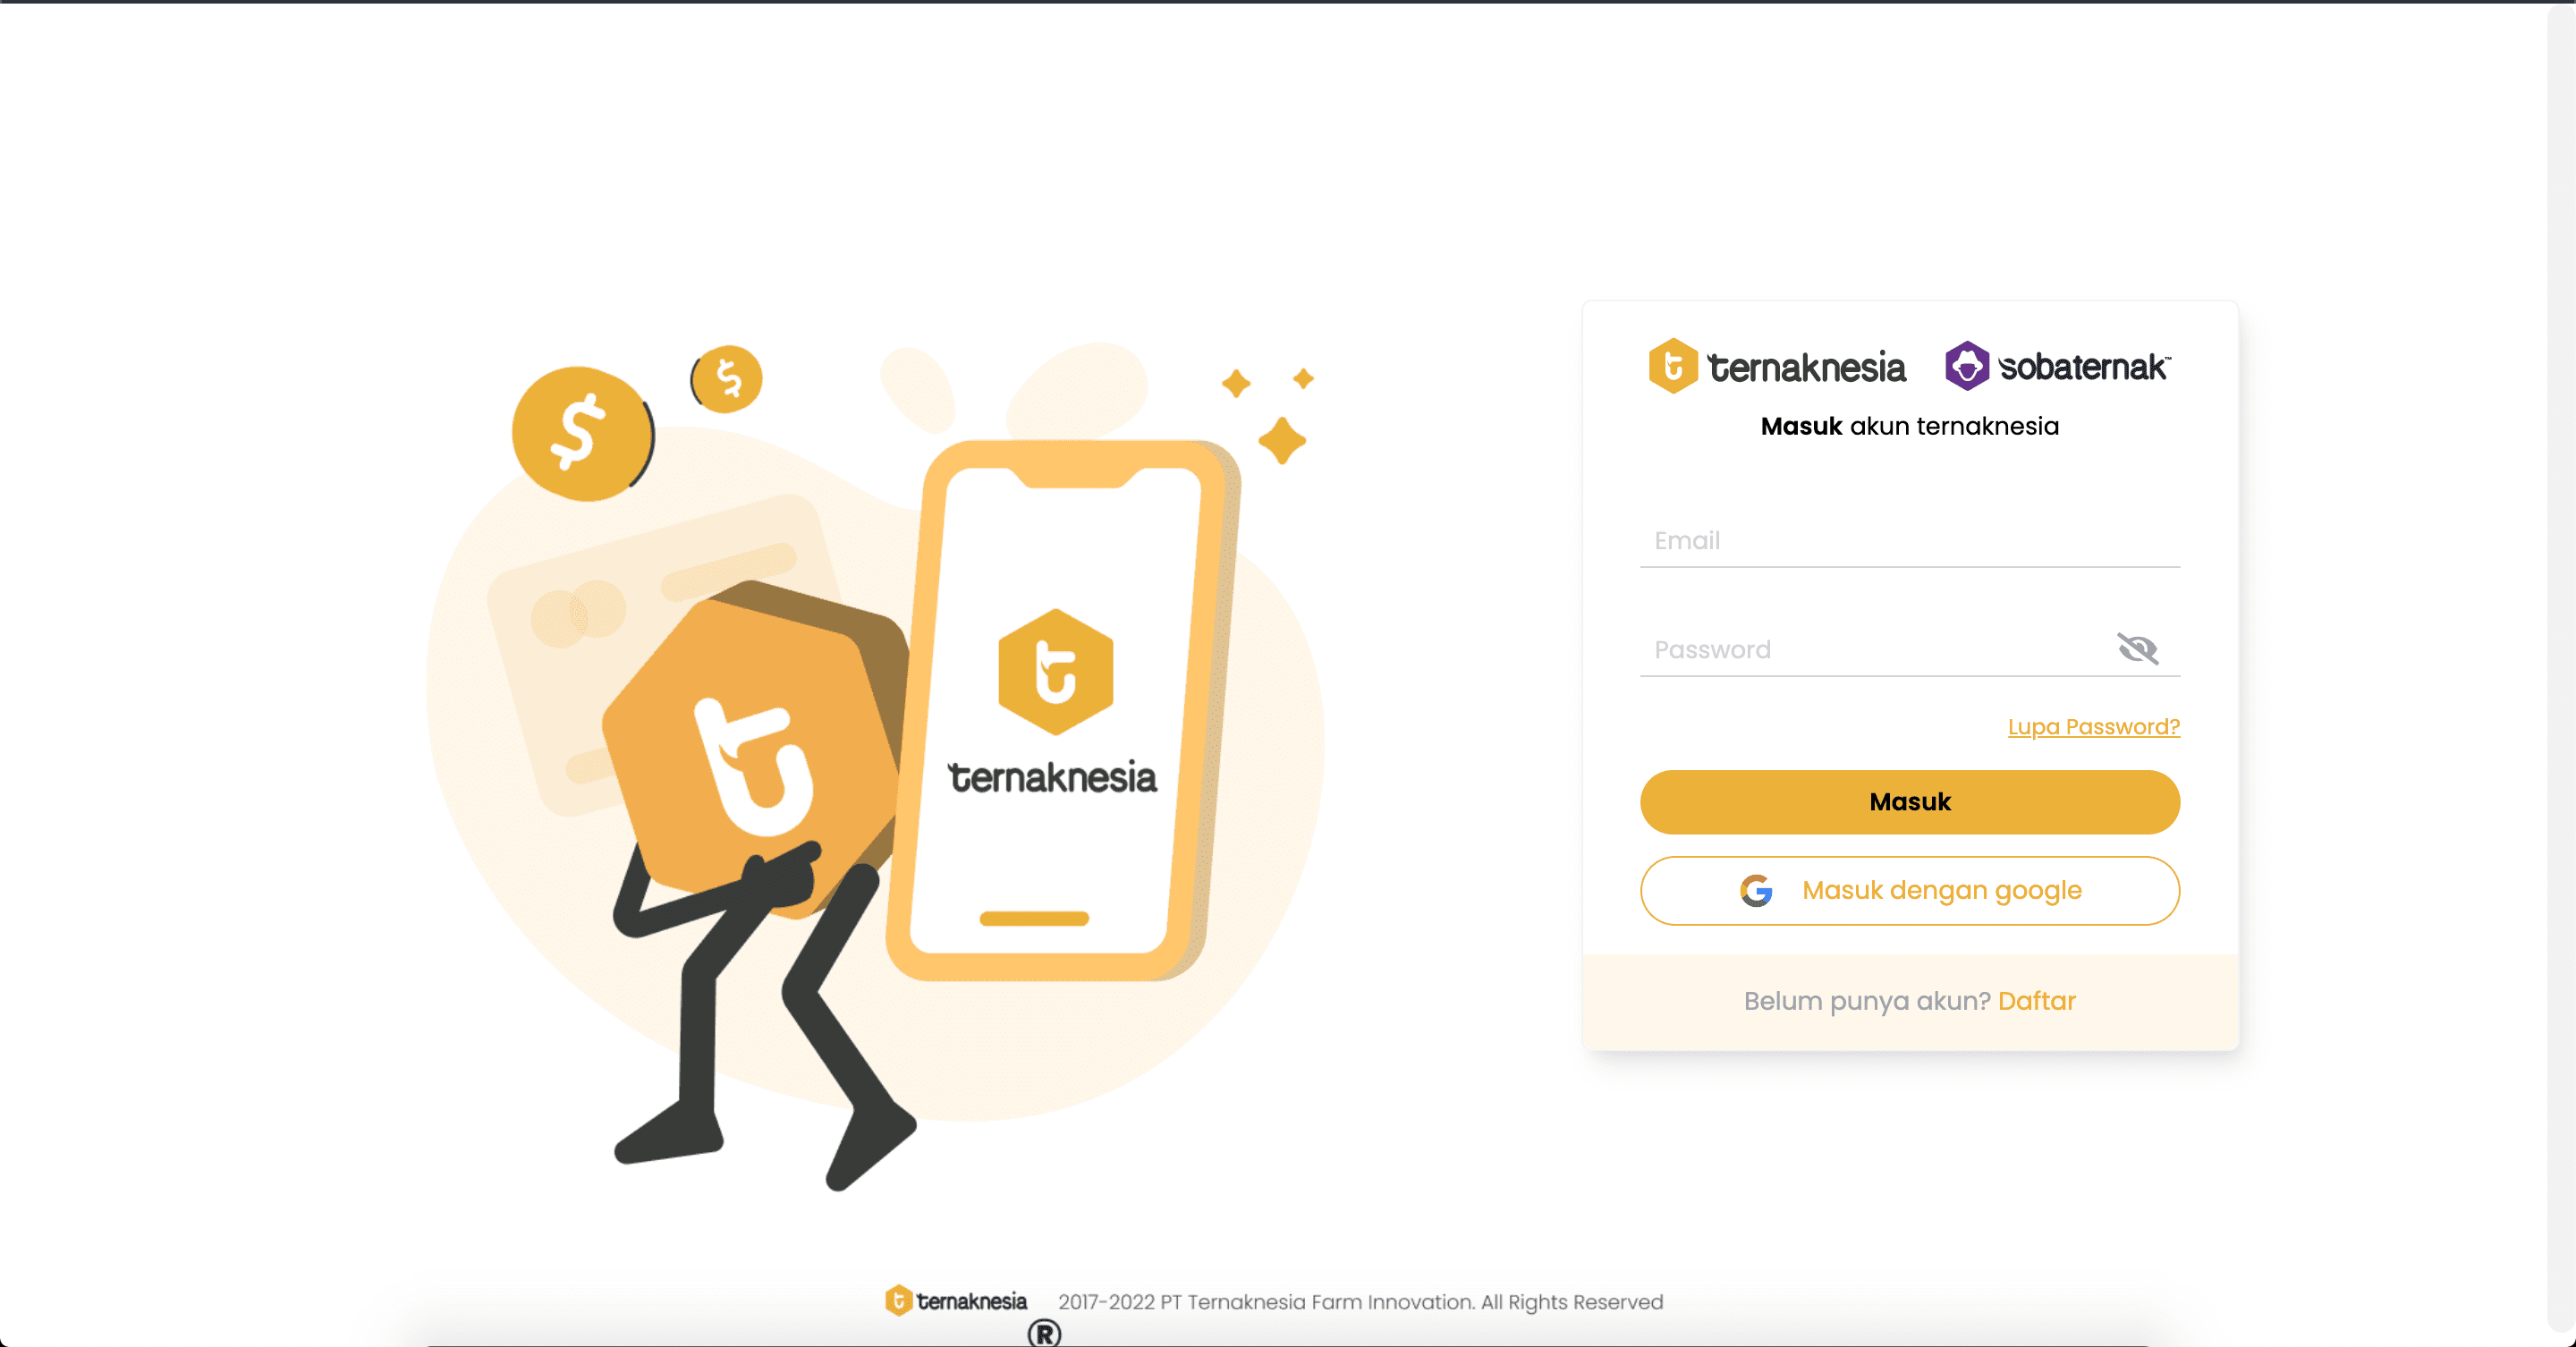 ternaknesia
ternaknesia sobaternak™
Masuk akun ternaknesia
Email
Password
Lupa Password?
Masuk
Masuk dengan google
Belum punya akun? Daftar
ternaknesia ® 2017-2022 PT Ternaknesia Farm Innovation. All Rights Reserved